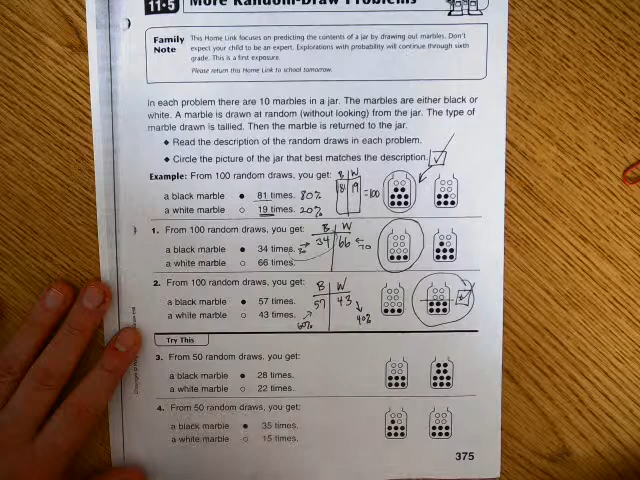 11•5 More Random-Draw Problems
Family Note
This Home Link focuses on predicting the contents of a jar by drawing out marbles. Don't
expect your child to be an expert. Explorations with probability will continue through sixth
grade. This is a first exposure.
Please return this Home Link to school tomorrow.
In each problem there are 10 marbles in a jar. The marbles are either black or
white. A marble is drawn at random (without looking) from the jar. The type of
marble drawn is tallied. Then the marble is returned to the jar.
◆ Read the description of the random draws in each problem.
◆ Circle the picture of the jar that best matches the description.
Example: From 100 random draws, you get:
B W
81 19 =100
a black marble ● 81 times. 80%
a white marble ○ 19 times. 20%
1. From 100 random draws, you get:
B W
34 66
70
a black marble ● 34 times.
a white marble ○ 66 times.
2. From 100 random draws, you get:
B W
57 43
a black marble ● 57 times.
a white marble ○ 43 times.
60% 40%
Try This
3. From 50 random draws, you get:
a black marble ● 28 times.
a white marble ○ 22 times.
4. From 50 random draws, you get:
a black marble ● 35 times.
a white marble ○ 15 times.
375